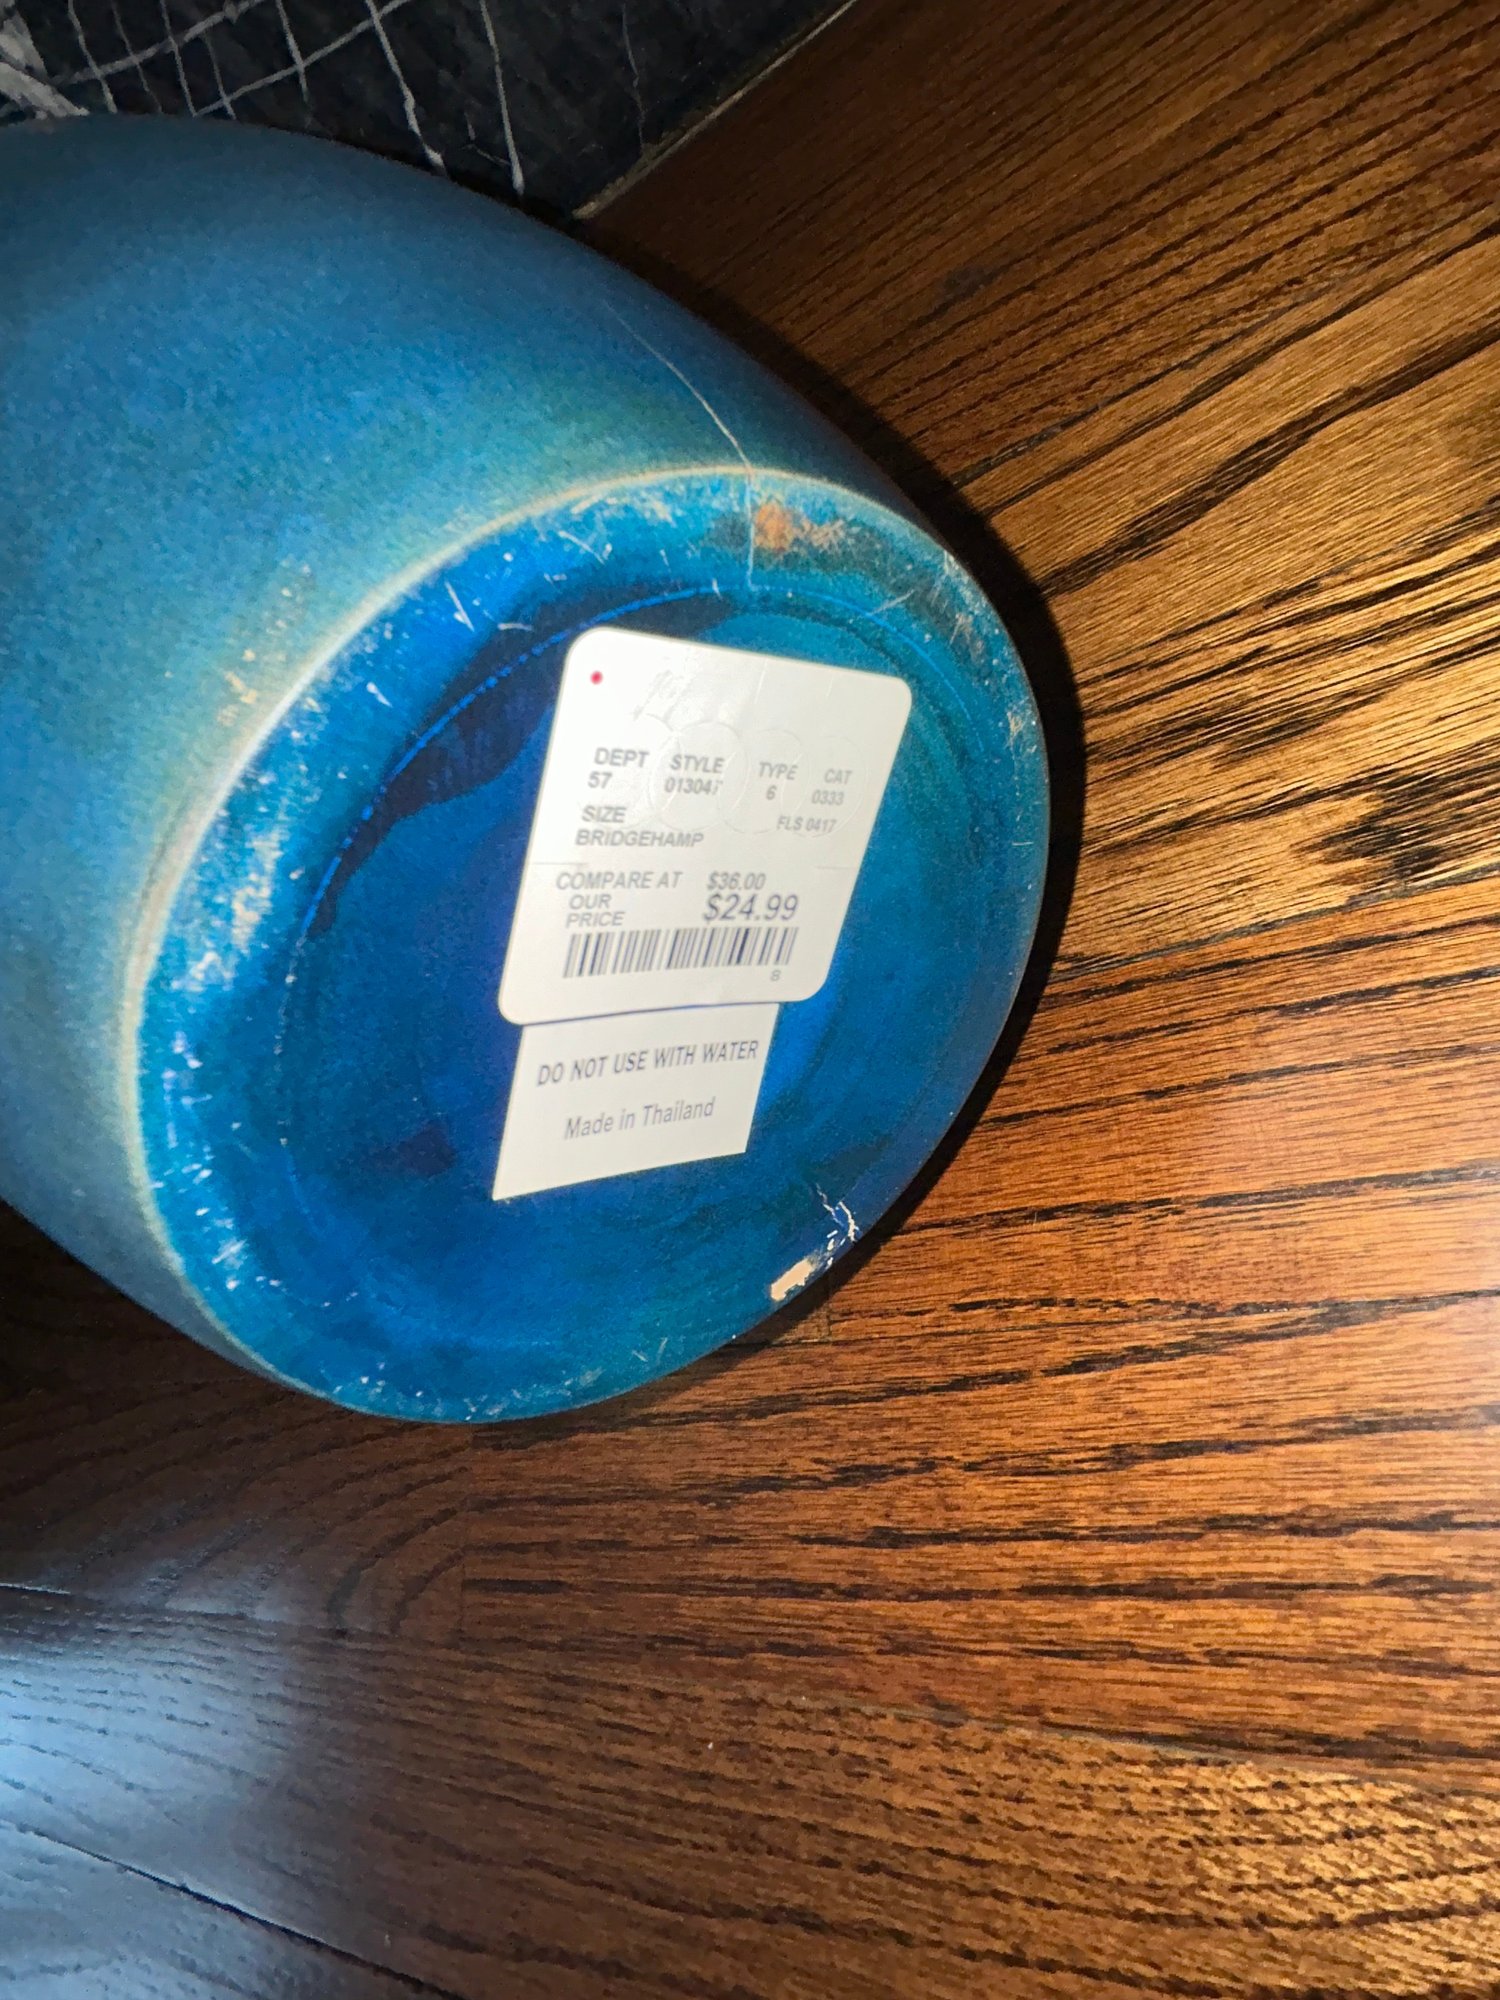 DEPT STYLE TYPE CAT
57 6 0333
SIZE FLS 0417
BRIDGEHAMP
COMPARE AT $36.00
OUR
PRICE $24.99
8
DO NOT USE WITH WATER
Made in Thailand